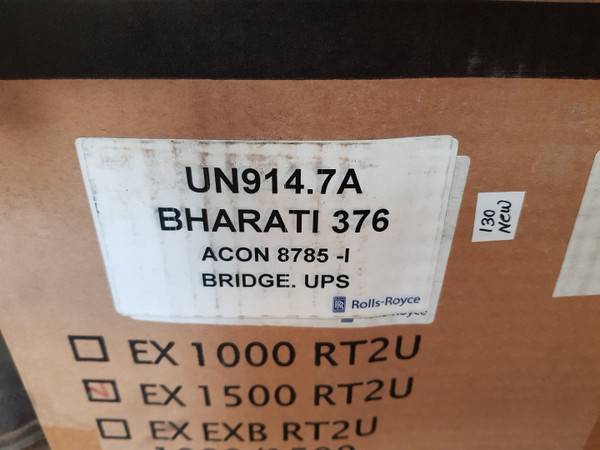 UN914.7A
BHARATI 376
ACON 8785 -I
BRIDGE. UPS
Rolls-Royce
130
New
EX 1000 RT2U
EX 1500 RT2U
EX EXB RT2U